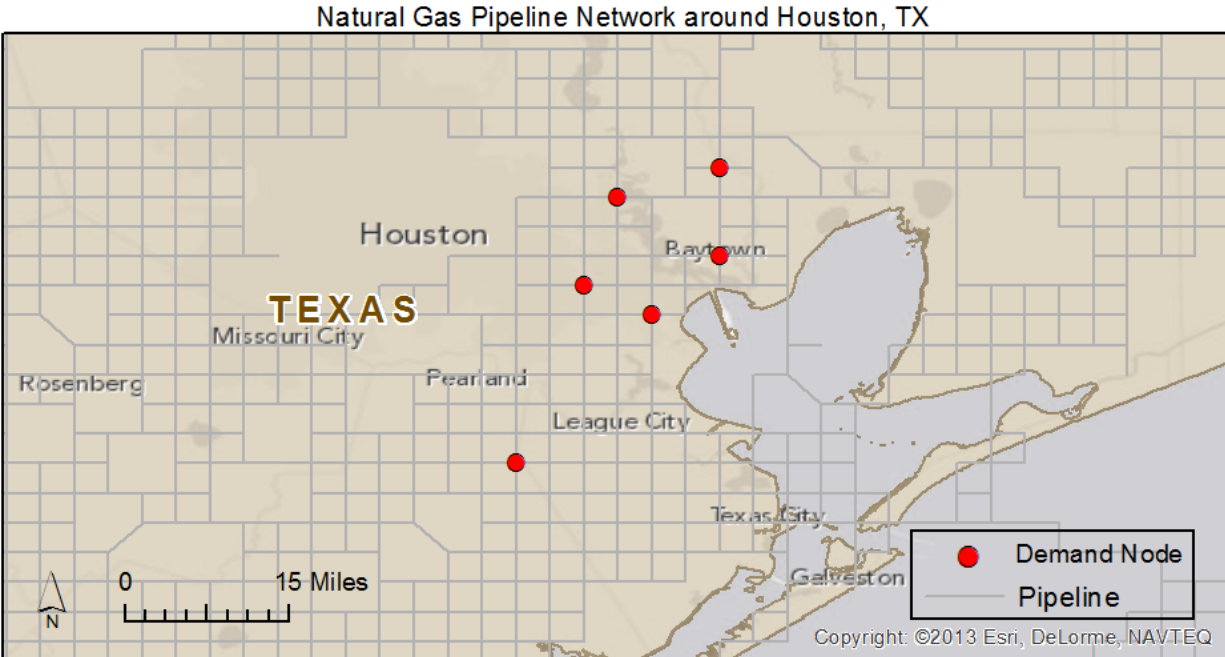 Natural Gas Pipeline Network around Houston, TX
Houston
Baytown
TEXAS
Missouri City
Rosenberg
Pearland
League City
Texas City
Galveston
0 15 Miles
N
Demand Node
Pipeline
Copyright: ©2013 Esri, DeLorme, NAVTEQ